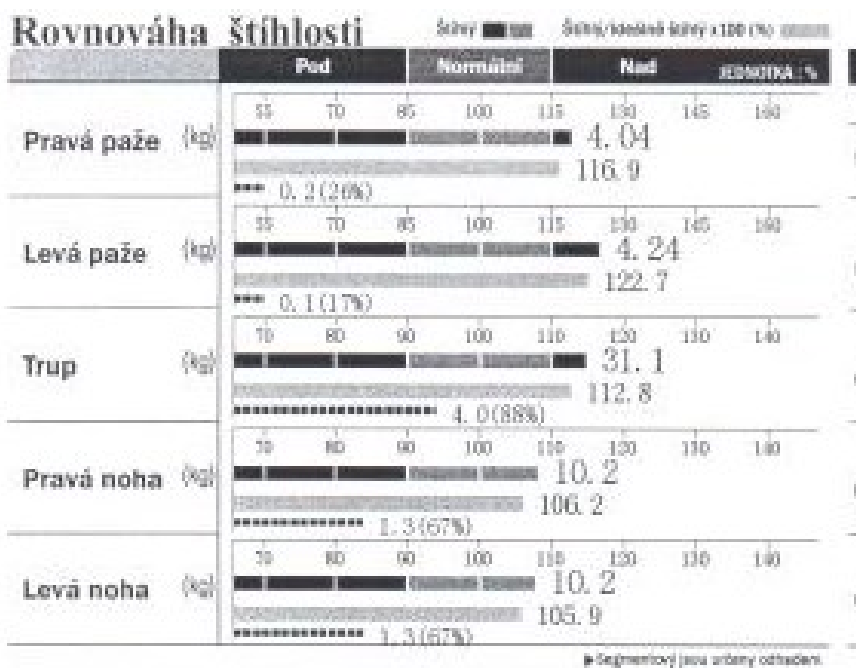 Rovnováha štíhlosti
Štíhlý
Pod Normální Nad JEDNOTKA : %
55 70 85 100 115 130 145 160
Pravá paže (kg) 4.04
116.9
0.2(26%)
55 70 85 100 115 130 145 160
Levá paže (kg) 4.24
122.7
0.1(17%)
70 80 90 100 110 120 130 140
Trup (kg) 31.1
112.8
4.0(88%)
70 80 90 100 110 120 130 140
Pravá noha (kg) 10.2
106.2
1.3(67%)
70 80 90 100 110 120 130 140
Levá noha (kg) 10.2
105.9
1.3(67%)